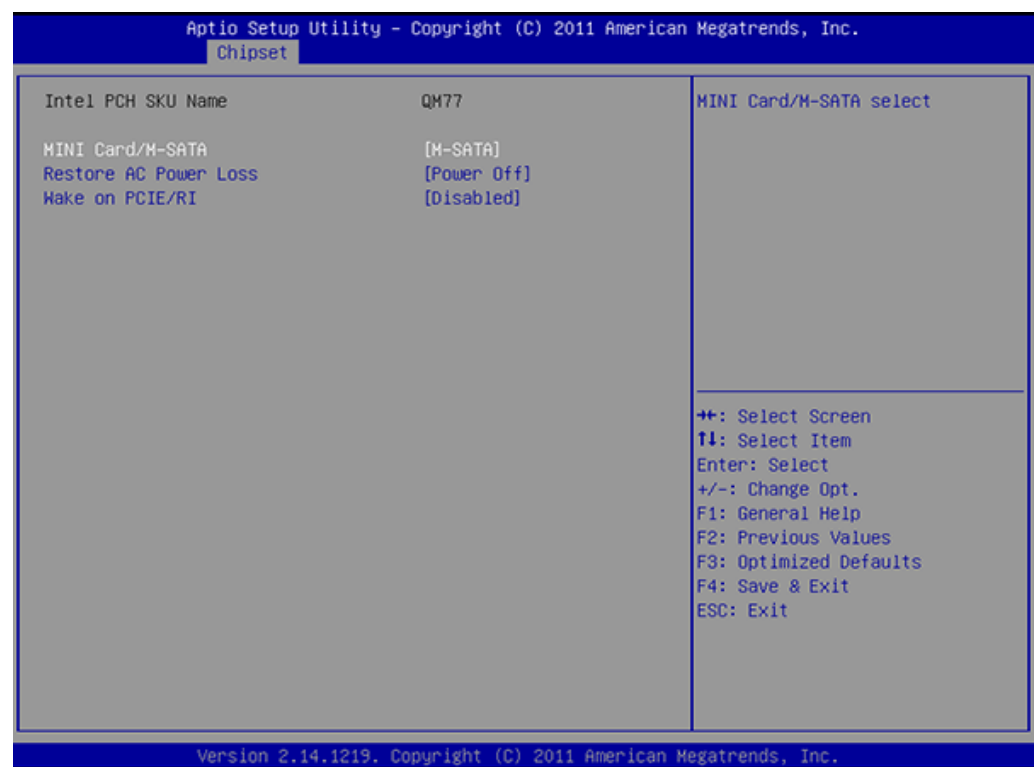 Aptio Setup Utility – Copyright (C) 2011 American Megatrends, Inc.
Chipset
Intel PCH SKU Name QM77
MINI Card/M-SATA [M-SATA]
Restore AC Power Loss [Power Off]
Wake on PCIE/RI [Disabled]
MINI Card/M-SATA select
→←: Select Screen
↑↓: Select Item
Enter: Select
+/-: Change Opt.
F1: General Help
F2: Previous Values
F3: Optimized Defaults
F4: Save & Exit
ESC: Exit
Version 2.14.1219. Copyright (C) 2011 American Megatrends, Inc.